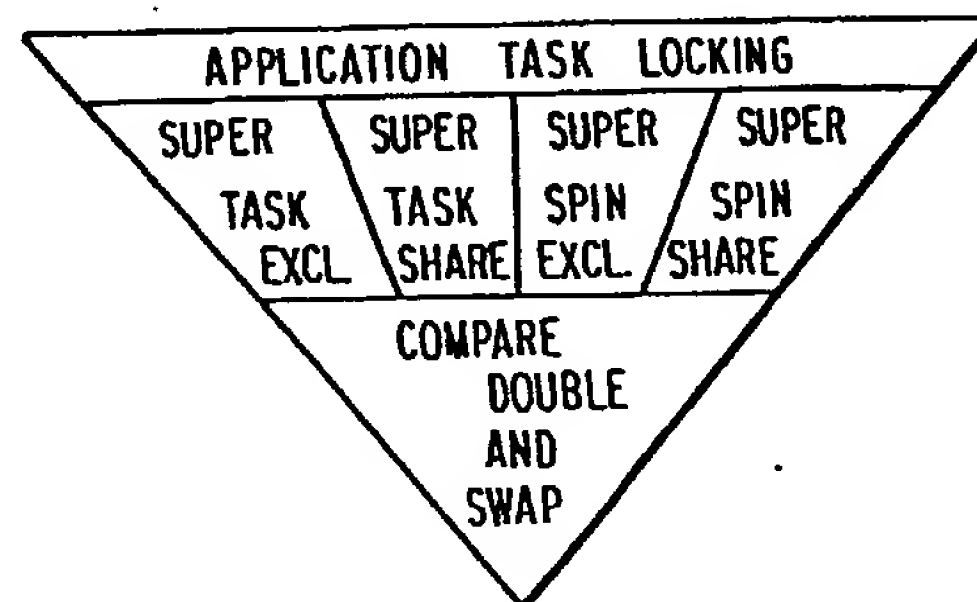 APPLICATION TASK LOCKING
SUPER
TASK
EXCL.
SUPER
TASK
SHARE
SUPER
SPIN
EXCL.
SUPER
SPIN
SHARE
COMPARE
DOUBLE
AND
SWAP